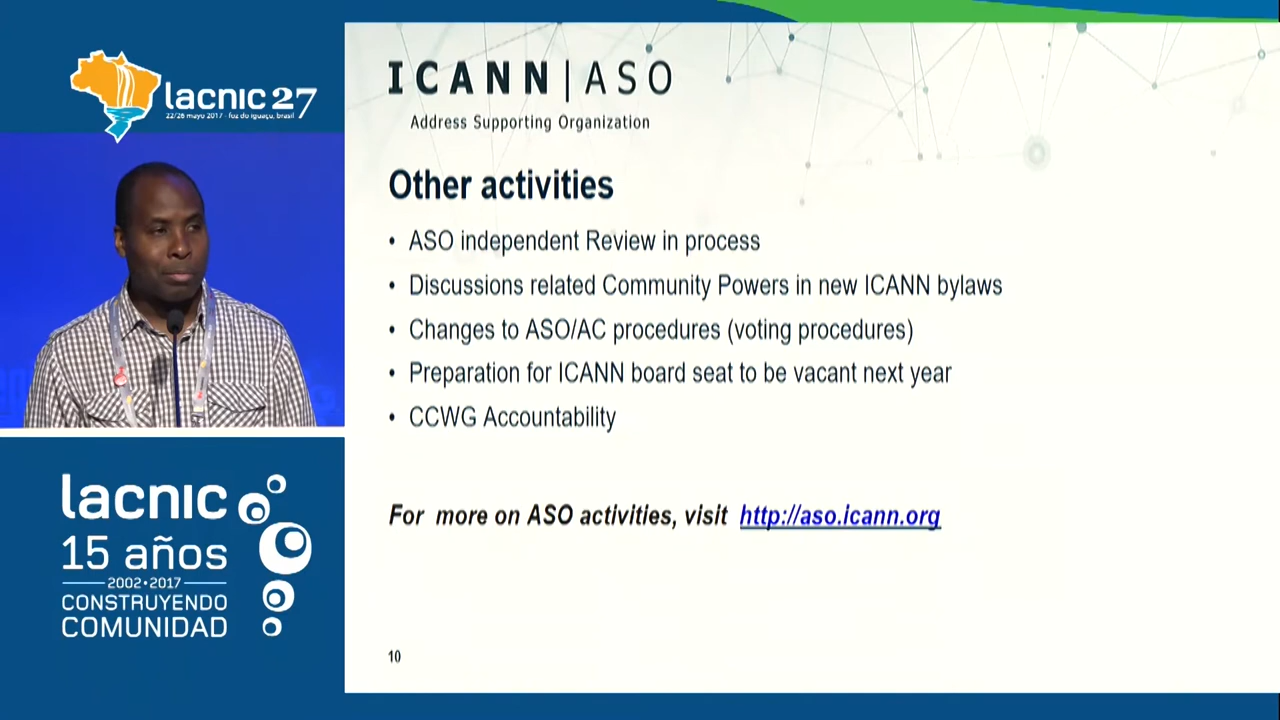 lacnic 27
22/26 mayo 2017 - foz do iguaçu, brasil
ICANN | ASO
Address Supporting Organization
Other activities
• ASO independent Review in process
• Discussions related Community Powers in new ICANN bylaws
• Changes to ASO/AC procedures (voting procedures)
• Preparation for ICANN board seat to be vacant next year
• CCWG Accountability
For more on ASO activities, visit http://aso.icann.org
10
lacnic
15 años
2002•2017
CONSTRUYENDO
COMUNIDAD